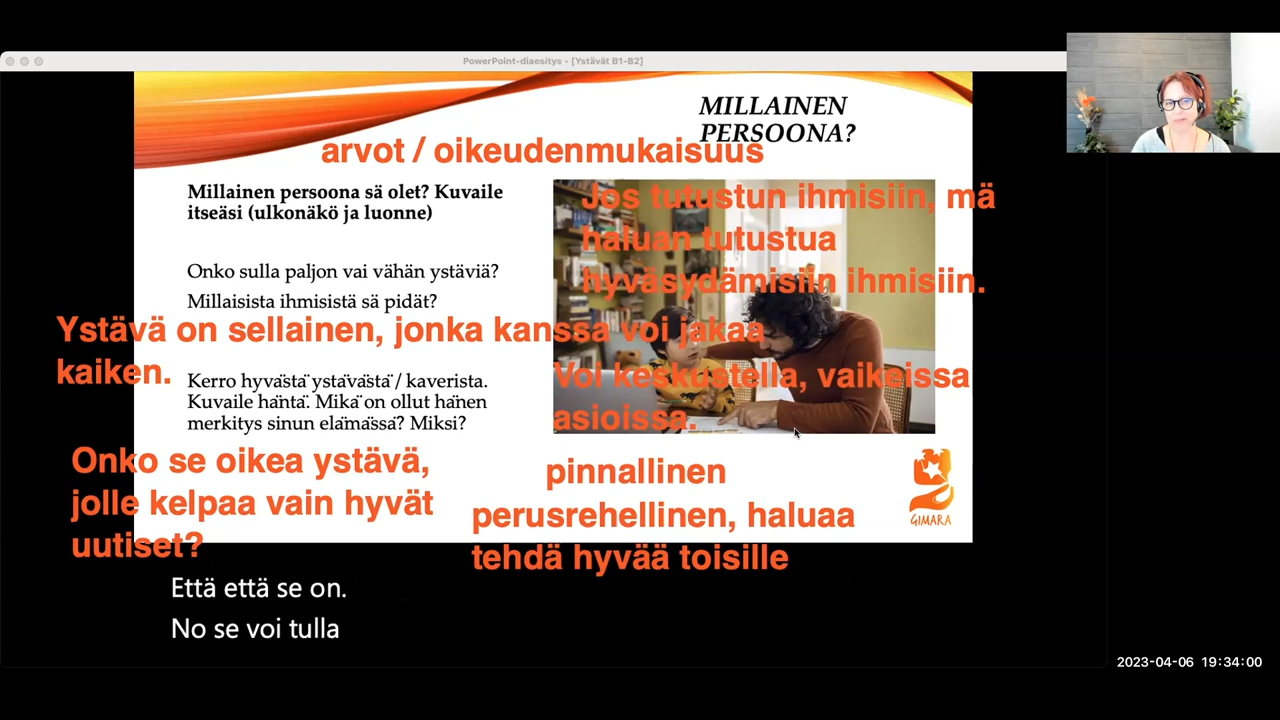 PowerPoint-diaesitys - [Ystävät B1-B2]
MILLAINEN
PERSOONA?
arvot / oikeudenmukaisuus
Millainen persoona sä olet? Kuvaile
itseäsi (ulkonäkö ja luonne)
Jos tutustun ihmisiin, mä
haluan tutustua
hyväsydämisiin ihmisiin.
Onko sulla paljon vai vähän ystäviä?
Millaisista ihmisistä sä pidät?
Ystävä on sellainen, jonka kanssa voi jakaa
kaiken.
Kerro hyvästä ystävästä / kaverista.
Kuvaile häntä. Mikä on ollut hänen
merkitys sinun elämässä? Miksi?
Voi keskustella, vaikeissa
asioissa.
Onko se oikea ystävä,
jolle kelpaa vain hyvät
uutiset?
pinnallinen
perusrehellinen, haluaa
tehdä hyvää toisille
GIMARA
Että että se on.
No se voi tulla
2023-04-06 19:34:00